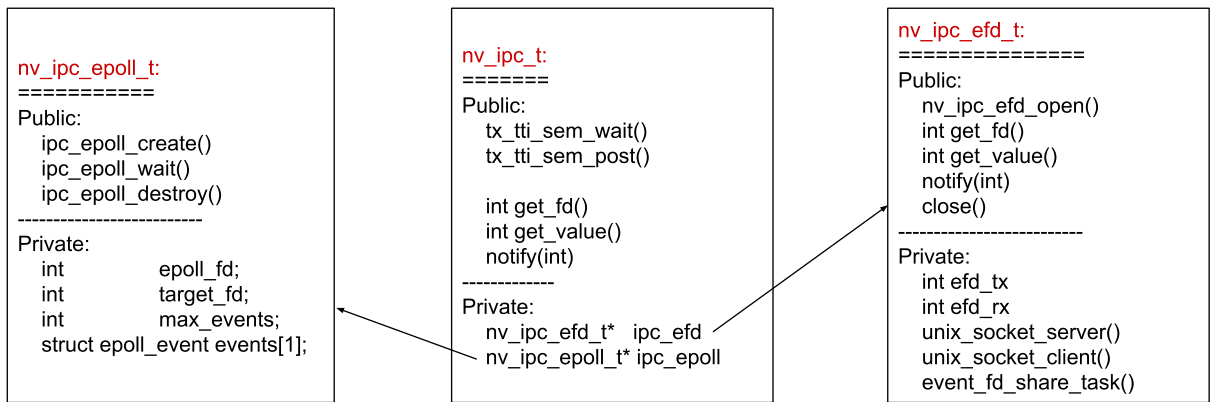 nv_ipc_epoll_t:
===========
Public:
ipc_epoll_create()
ipc_epoll_wait()
ipc_epoll_destroy()
--------------------------
Private:
int epoll_fd;
int target_fd;
int max_events;
struct epoll_event events[1];
nv_ipc_t:
=======
Public:
tx_tti_sem_wait()
tx_tti_sem_post()
int get_fd()
int get_value()
notify(int)
-------------
Private:
nv_ipc_efd_t* ipc_efd
nv_ipc_epoll_t* ipc_epoll
nv_ipc_efd_t:
===============
Public:
nv_ipc_efd_open()
int get_fd()
int get_value()
notify(int)
close()
--------------------------
Private:
int efd_tx
int efd_rx
unix_socket_server()
unix_socket_client()
event_fd_share_task()